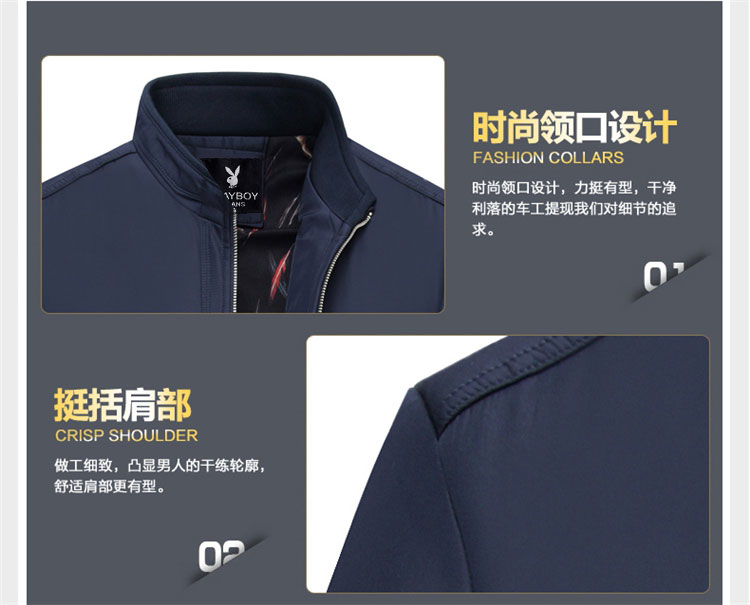 时尚领口设计
FASHION COLLARS
时尚领口设计，力挺有型，干净
利落的车工提现我们对细节的追
求。
01
AYBOY
ANS
挺括肩部
CRISP SHOULDER
做工细致，凸显男人的干练轮廓，
舒适肩部更有型。
02